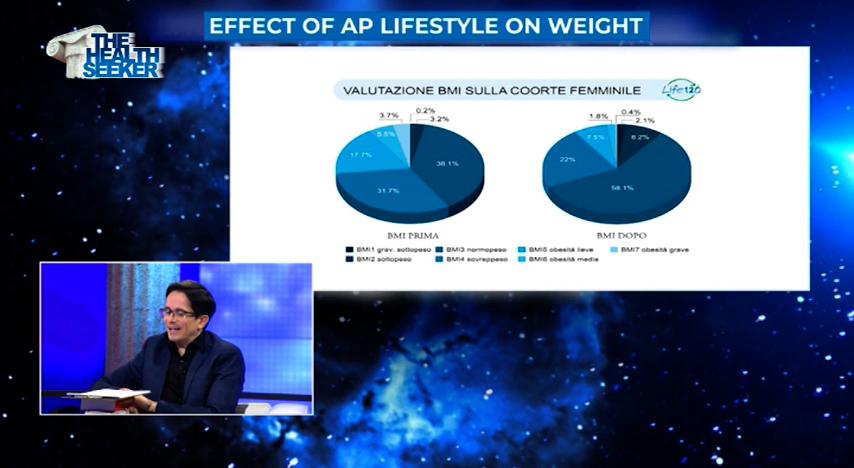 EFFECT OF AP LIFESTYLE ON WEIGHT
THE
HEALTH
SEEKER
VALUTAZIONE BMI SULLA COORTE FEMMINILE
Life120
3.7%
0.2%
3.2%
5.5%
17.7%
38.1%
31.7%
1.8%
0.4%
2.1%
7.5%
8.2%
22%
58.1%
BMI PRIMA
BMI DOPO
BMI1 grav. sottopeso
BMI3 normopeso
BMI5 obesità lieve
BMI7 obesità grave
BMI2 sottopeso
BMI4 sovrappeso
BMI6 obesità media